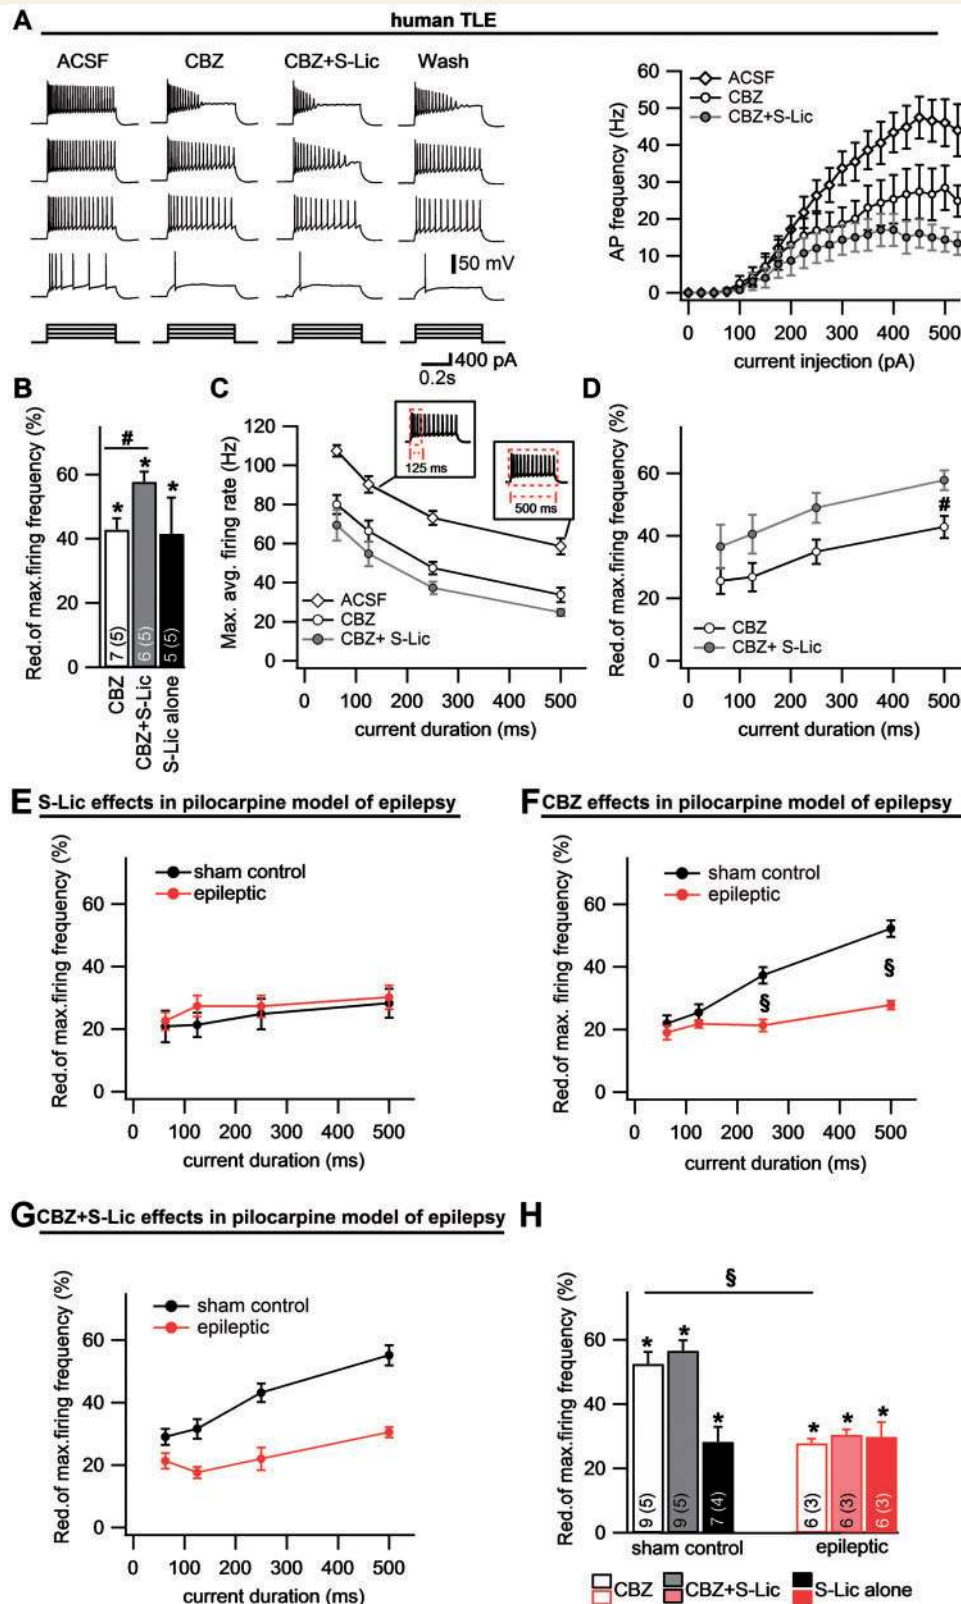 A
human TLE
ACSF
CBZ
CBZ+S-Lic
Wash
50 mV
400 pA
0.2s
AP frequency (Hz)
60
50
40
30
20
10
0
ACSF
CBZ
CBZ+S-Lic
0
100
200
300
400
500
current injection (pA)
B
Red.of max.firing frequency (%)
60
40
20
0
#
*
*
*
7 (5)
6 (5)
5 (5)
CBZ
CBZ+S-Lic
S-Lic alone
C
Max. avg. firing rate (Hz)
120
100
80
60
40
20
0
125 ms
500 ms
ACSF
CBZ
CBZ+ S-Lic
0
100
200
300
400
500
current duration (ms)
D
Red.of max.firing frequency (%)
60
40
20
0
#
CBZ
CBZ+ S-Lic
0
100
200
300
400
500
current duration (ms)
E
S-Lic effects in pilocarpine model of epilepsy
Red.of max.firing frequency (%)
60
40
20
0
sham control
epileptic
0
100
200
300
400
500
current duration (ms)
F
CBZ effects in pilocarpine model of epilepsy
Red.of max. firing frequency (%)
60
40
20
0
sham control
epileptic
§
§
0
100
200
300
400
500
current duration (ms)
G
CBZ+S-Lic effects in pilocarpine model of epilepsy
Red.of max.firing frequency (%)
60
40
20
0
sham control
epileptic
0
100
200
300
400
500
current duration (ms)
H
Red.of max.firing frequency (%)
60
40
20
0
§
*
*
*
*
*
*
9 (5)
9 (5)
7 (4)
6 (3)
6 (3)
6 (3)
sham control
epileptic
CBZ
CBZ+S-Lic
S-Lic alone